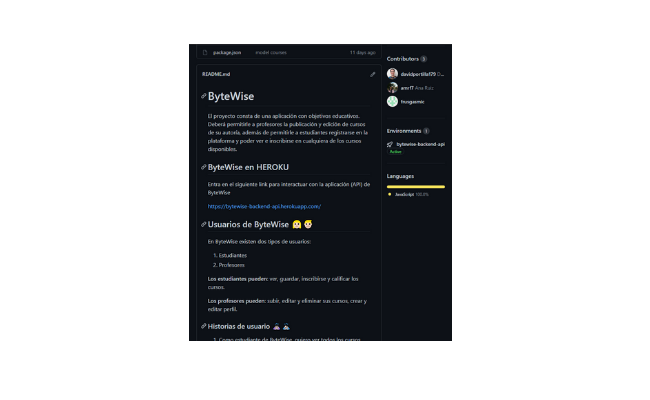 package.json model courses 11 days ago
README.md
ByteWise
El proyecto consta de una aplicación con objetivos educativos.
Deberá permitirle a profesores la publicación y edición de cursos
de su autoría, además de permitirle a estudiantes registrarse en la
plataforma y poder ver e inscribirse en cualquiera de los cursos
disponibles.
ByteWise en HEROKU
Entra en el siguiente link para interactuar con la aplicación (API) de
ByteWise
https://bytewise-backend-api.herokuapp.com/
Usuarios de ByteWise
En ByteWise existen dos tipos de usuarios:
1. Estudiantes
2. Profesores
Los estudiantes pueden: ver, guardar, inscribirse y calificar los
cursos.
Los profesores pueden: subir, editar y eliminar sus cursos, crear y
editar perfil.
Historias de usuario
1. Como estudiante de ByteWise, quiero ver todos los cursos
Contributors 3
davidportilla179 D...
Ana Ruiz
Environments 1
bytewise-backend-api
Active
Languages
JavaScript 100.0%